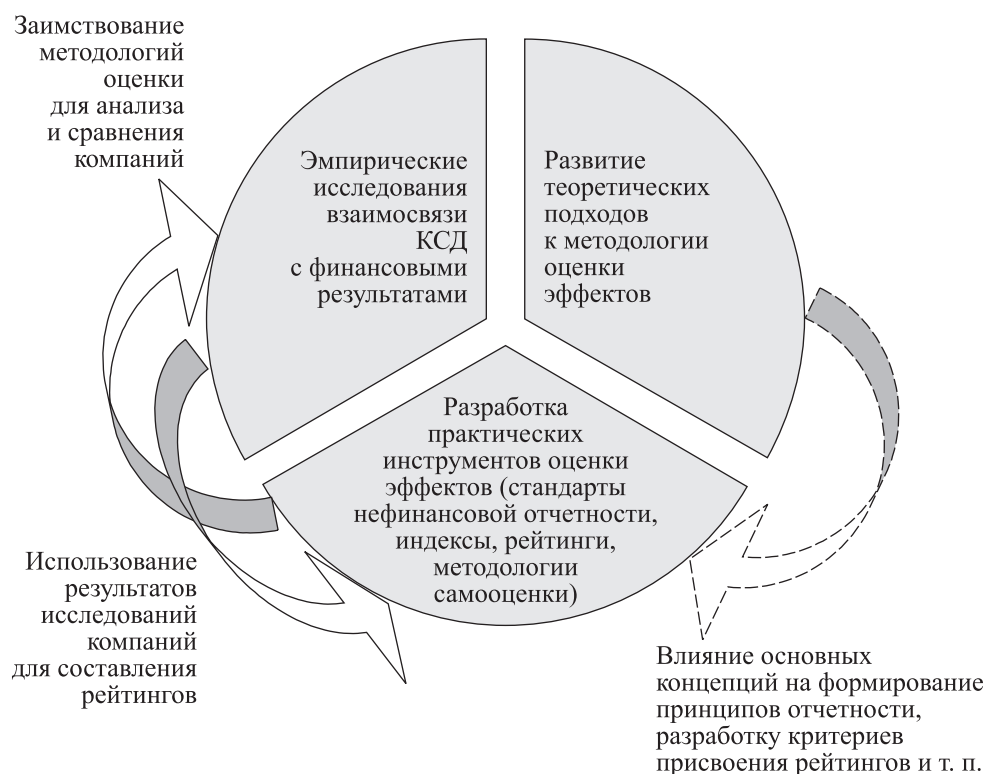 Заимствование
методологий
оценки
для анализа
и сравнения
компаний
Эмпирические
исследования
взаимосвязи
КСД
с финансовыми
результатами
Развитие
теоретических
подходов
к методологии
оценки
эффектов
Разработка
практических
инструментов оценки
эффектов (стандарты
нефинансовой отчетности,
индексы, рейтинги,
методологии
самооценки)
Использование
результатов
исследований
компаний
для составления
рейтингов
Влияние основных
концепций на формирование
принципов отчетности,
разработку критериев
присвоения рейтингов и т. п.